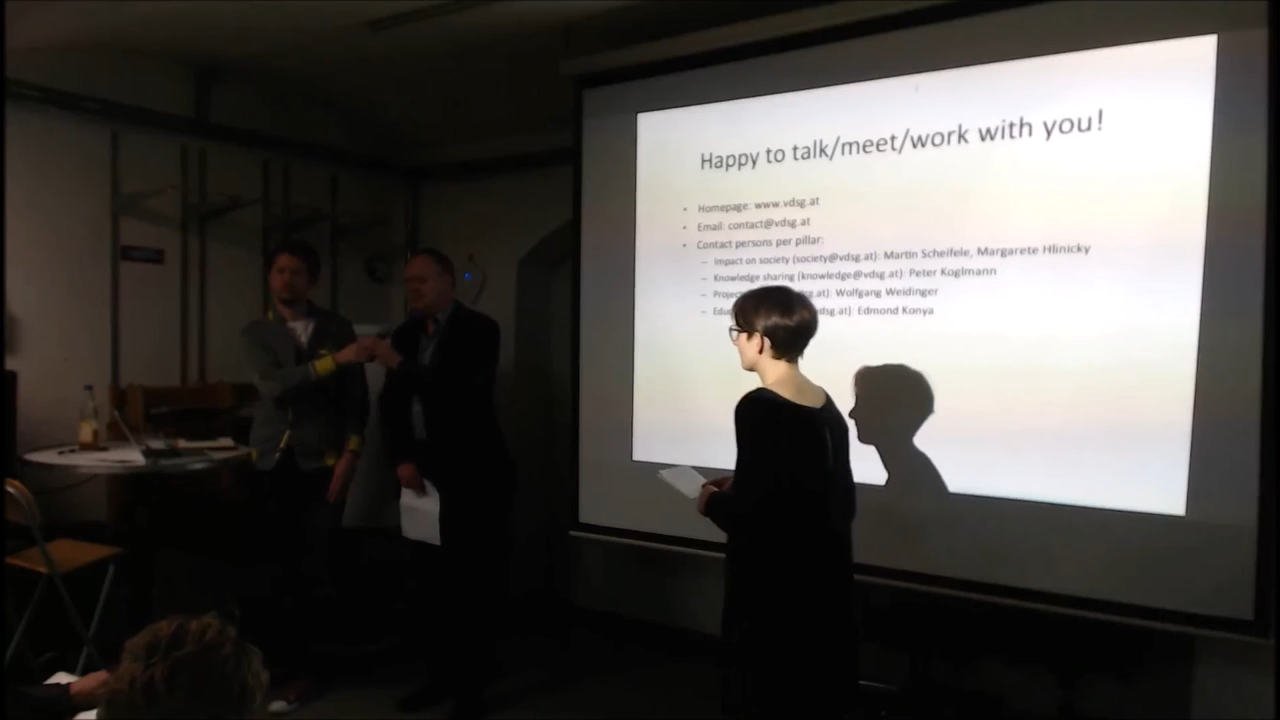 Happy to talk/meet/work with you!
• Homepage: www.vdsg.at
• Email: contact@vdsg.at
• Contact persons per pillar:
– Impact on society (society@vdsg.at): Martin Scheifele, Margarete Hlinicky
– Knowledge sharing (knowledge@vdsg.at): Peter Koglmann
– Projec g.at): Wolfgang Weidinger
– Edu vdsg.at): Edmond Konya